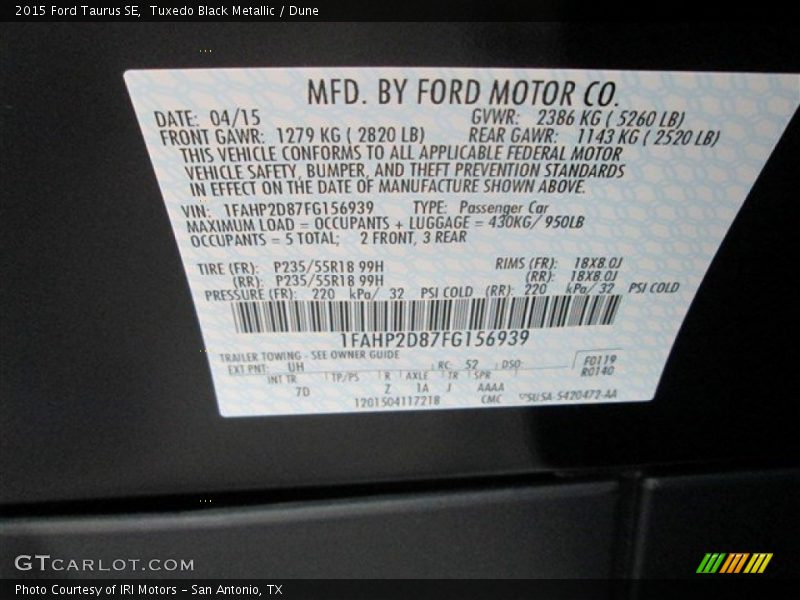 2015 Ford Taurus SE,  Tuxedo Black Metallic / Dune
MFD. BY FORD MOTOR CO.
DATE: 04/15 GVWR: 2386 KG ( 5260 LB)
FRONT GAWR: 1279 KG ( 2820 LB) REAR GAWR: 1143 KG ( 2520 LB)
THIS VEHICLE CONFORMS TO ALL APPLICABLE FEDERAL MOTOR
VEHICLE SAFETY, BUMPER, AND THEFT PREVENTION STANDARDS
IN EFFECT ON THE DATE OF MANUFACTURE SHOWN ABOVE.
VIN: 1FAHP2D87FG156939 TYPE: Passenger Car
MAXIMUM LOAD = OCCUPANTS + LUGGAGE = 430KG/ 950LB
OCCUPANTS = 5 TOTAL; 2 FRONT, 3 REAR
TIRE (FR): P235/55R18 99H RIMS (FR): 18X8.0J
(RR): P235/55R18 99H (RR): 18X8.0J
PRESSURE (FR): 220 kPa/ 32 PSI COLD (RR): 220 kPa/ 32 PSI COLD
1FAHP2D87FG156939
TRAILER TOWING - SEE OWNER GUIDE
EXT PNT: UH RC: 52 DSO: F0119
R0140
INT TR TP/PS R AXLE TR SPR
7D Z 1A J AAAA
1201504117218 CMC SUSA-5420472-AA
GTCARLOT.COM
Photo Courtesy of IRI Motors – San Antonio, TX